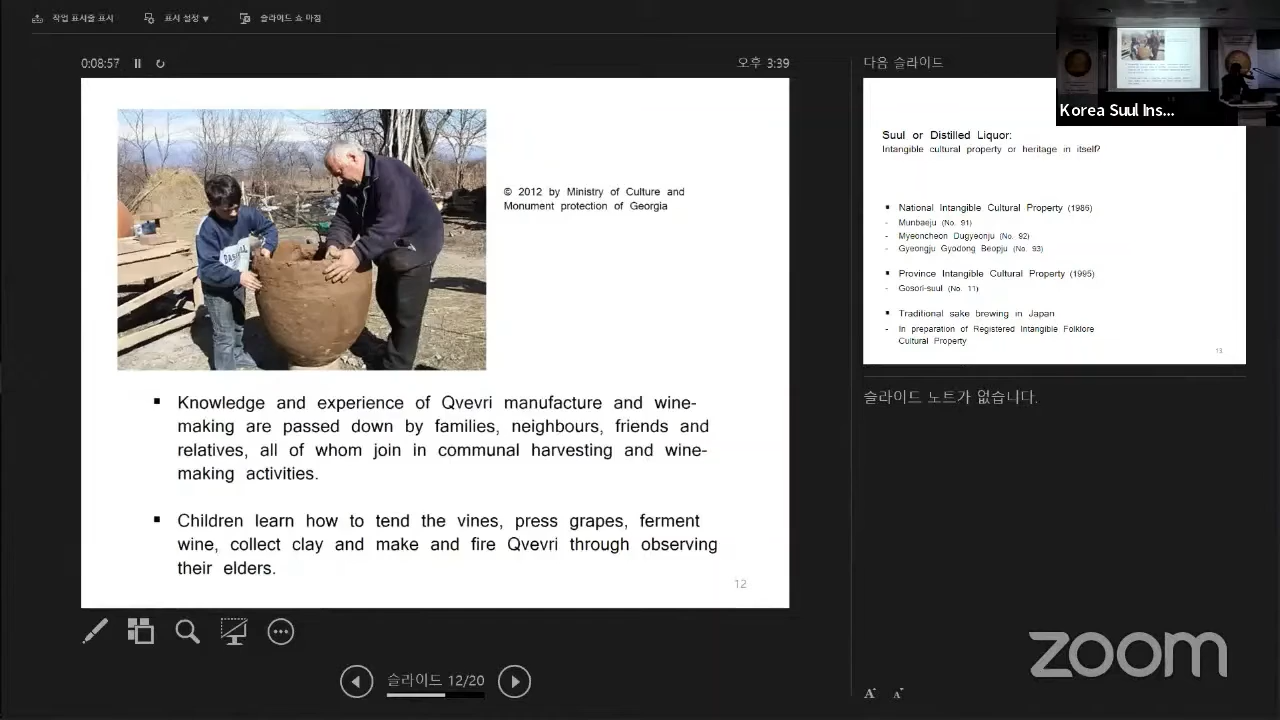 작업 표시줄 표시
표시 설정 ▼
슬라이드 쇼 마침
0:08:57
오후 3:39
© 2012 by Ministry of Culture and
Monument protection of Georgia
▪ Knowledge and experience of Qvevri manufacture and wine-
making are passed down by families, neighbours, friends and
relatives, all of whom join in communal harvesting and wine-
making activities.
▪ Children learn how to tend the vines, press grapes, ferment
wine, collect clay and make and fire Qvevri through observing
their elders.
12
슬라이드 12/20
다음 슬라이드
Korea Suul Ins...
Suul or Distilled Liquor:
Intangible cultural property or heritage in itself?
▪ National Intangible Cultural Property (1986)
- Munbaeju (No. 91)
- Myeoncheon Dugyeonju (No. 92)
- Gyeongju Gyodong Beopju (No. 93)
▪ Province Intangible Cultural Property (1995)
- Gosori-suul (No. 11)
▪ Traditional sake brewing in Japan
- In preparation of Registered Intangible Folklore
Cultural Property
13
슬라이드 노트가 없습니다.
zoom
A A